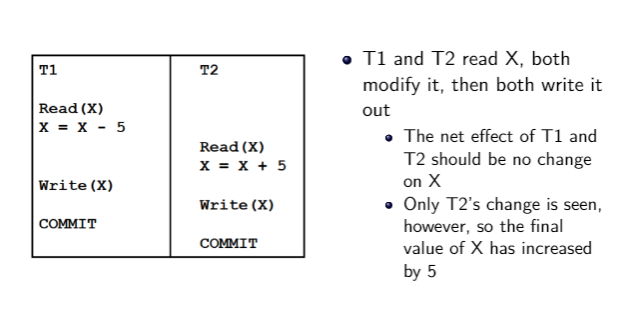 T1
T2
Read(X)
X = X - 5
Read(X)
X = X + 5
Write(X)
Write(X)
COMMIT
COMMIT
T1 and T2 read X, both
modify it, then both write it
out
The net effect of T1 and
T2 should be no change
on X
Only T2's change is seen,
however, so the final
value of X has increased
by 5